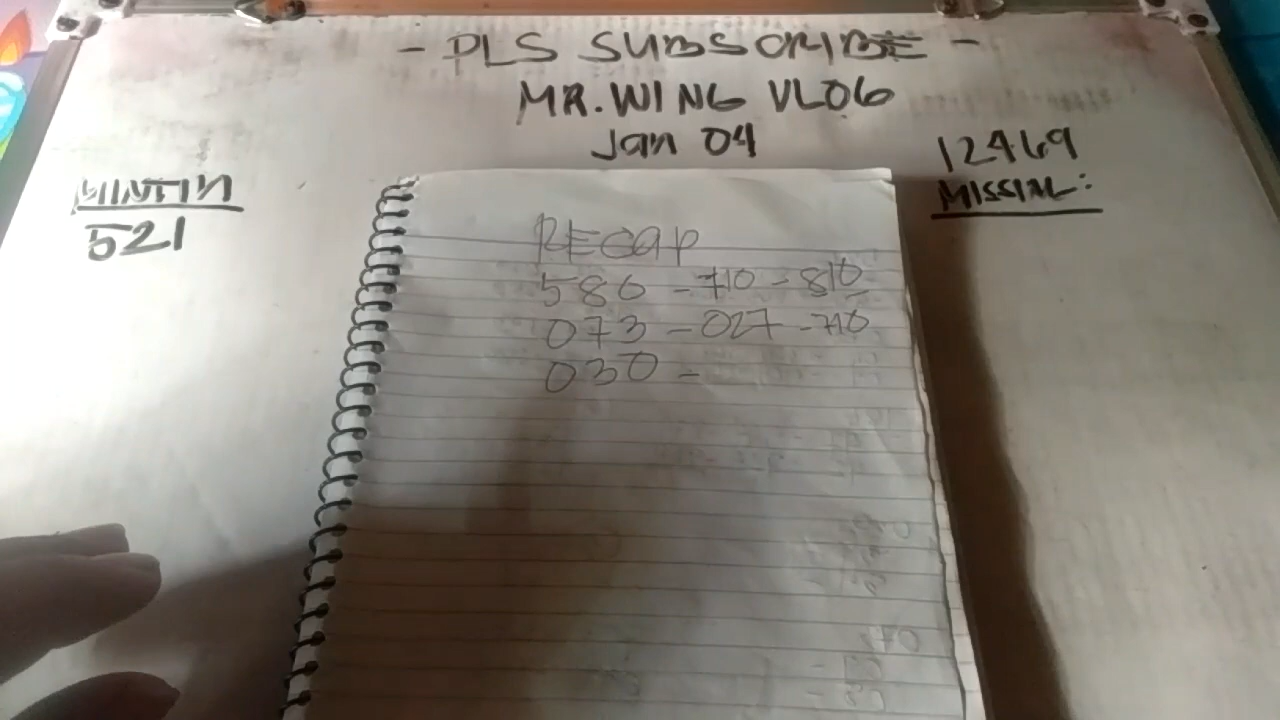 - PLS SUBSCRIBE -
MR. WING VLOG
Jan 04
12469
MISSING:
521
RECAP
586 - 710 - 810
073 - 027 - 710
030 -